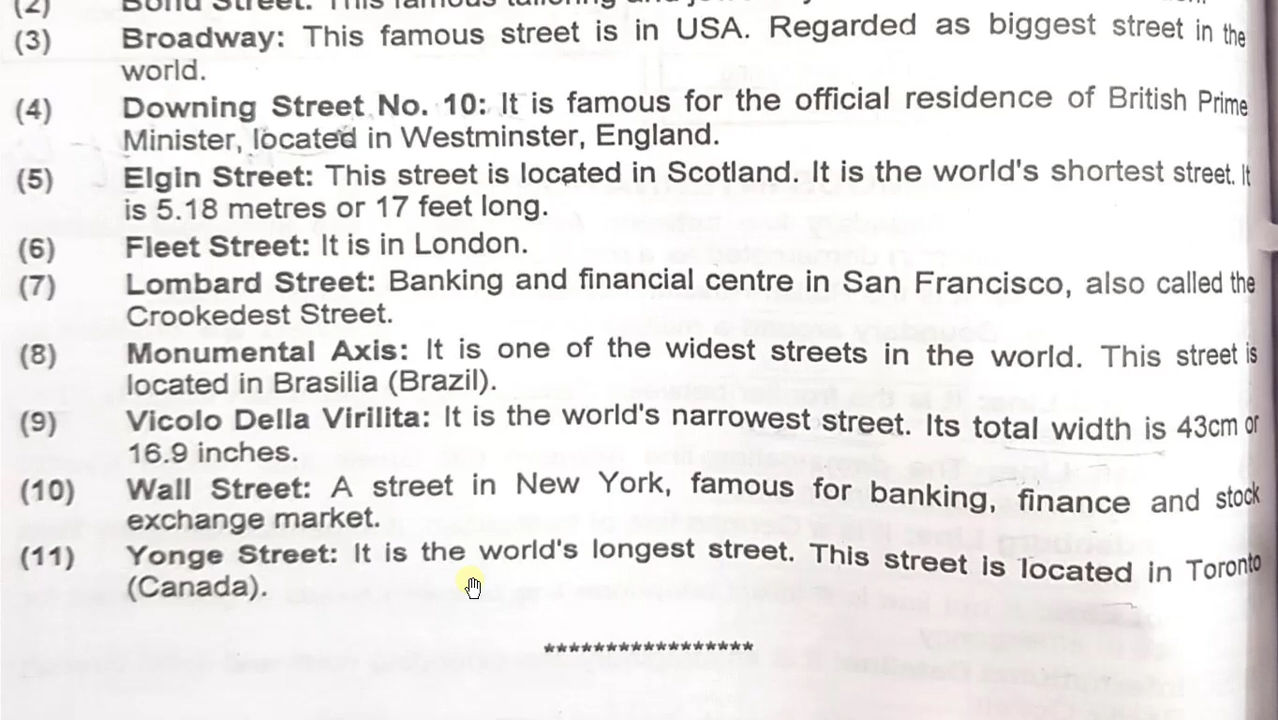 (2) Bond Street: This famous tailoring and
(3) Broadway: This famous street is in USA. Regarded as biggest street in the
world.
(4) Downing Street No. 10: It is famous for the official residence of British Prime
Minister, located in Westminster, England.
(5) Elgin Street: This street is located in Scotland. It is the world's shortest street. It
is 5.18 metres or 17 feet long.
(6) Fleet Street: It is in London.
(7) Lombard Street: Banking and financial centre in San Francisco, also called the
Crookedest Street.
(8) Monumental Axis: It is one of the widest streets in the world. This street is
located in Brasilia (Brazil).
(9) Vicolo Della Virilita: It is the world's narrowest street. Its total width is 43cm or
16.9 inches.
(10) Wall Street: A street in New York, famous for banking, finance and stock
exchange market.
(11) Yonge Street: It is the world's longest street. This street is located in Toronto
(Canada).
*****************